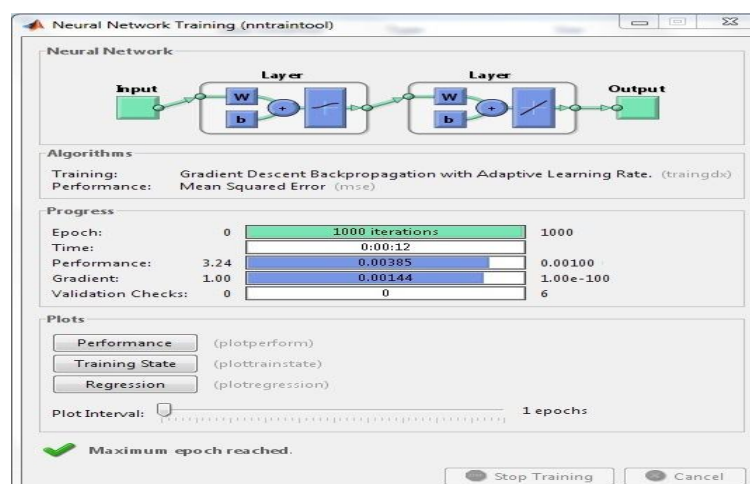 Neural Network Training (nntraintool)
Neural Network
Layer Layer
Input Output
W W
+ +
b b
Algorithms
Training: Gradient Descent Backpropagation with Adaptive Learning Rate. (traingdx)
Performance: Mean Squared Error (mse)
Progress
Epoch: 0 1000 iterations 1000
Time: 0:00:12
Performance: 3.24 0.00385 0.00100
Gradient: 1.00 0.00144 1.00e-100
Validation Checks: 0 0 6
Plots
Performance (plotperform)
Training State (plottrainstate)
Regression (plotregression)
Plot Interval: 1 epochs
Maximum epoch reached.
Stop Training Cancel